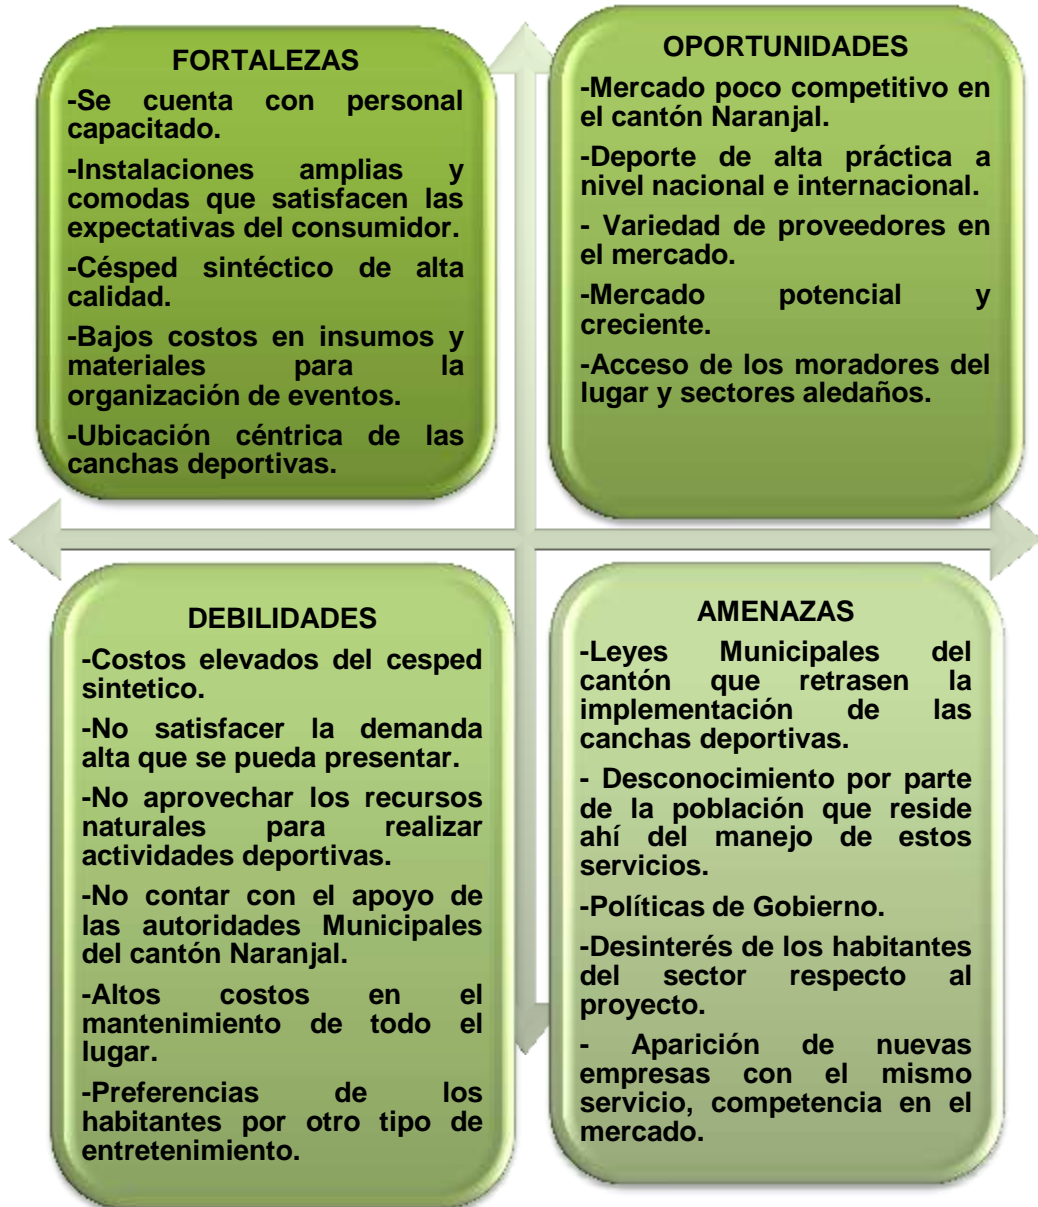 FORTALEZAS
-Se cuenta con personal
capacitado.
-Instalaciones amplias y
comodas que satisfacen las
expectativas del consumidor.
-Césped sintéctico de alta
calidad.
-Bajos costos en insumos y
materiales para la
organización de eventos.
-Ubicación céntrica de las
canchas deportivas.
OPORTUNIDADES
-Mercado poco competitivo en
el cantón Naranjal.
-Deporte de alta práctica a
nivel nacional e internacional.
- Variedad de proveedores en
el mercado.
-Mercado potencial y
creciente.
-Acceso de los moradores del
lugar y sectores aledaños.
DEBILIDADES
-Costos elevados del cesped
sintetico.
-No satisfacer la demanda
alta que se pueda presentar.
-No aprovechar los recursos
naturales para realizar
actividades deportivas.
-No contar con el apoyo de
las autoridades Municipales
del cantón Naranjal.
-Altos costos en el
mantenimiento de todo el
lugar.
-Preferencias de los
habitantes por otro tipo de
entretenimiento.
AMENAZAS
-Leyes Municipales del
cantón que retrasen la
implementación de las
canchas deportivas.
- Desconocimiento por parte
de la población que reside
ahí del manejo de estos
servicios.
-Políticas de Gobierno.
-Desinterés de los habitantes
del sector respecto al
proyecto.
- Aparición de nuevas
empresas con el mismo
servicio, competencia en el
mercado.